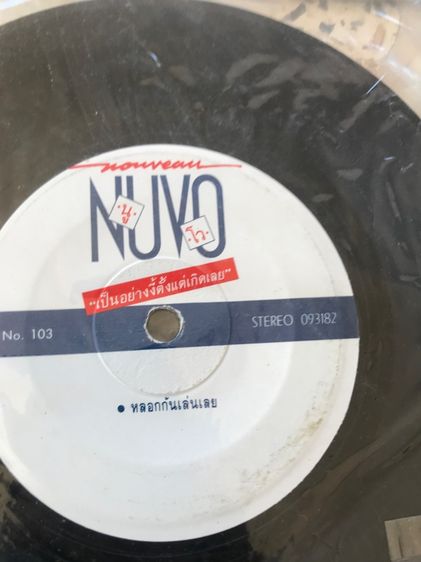 nouveau
NUVO
นู
โว
"เป็นอย่างงี้ตั้งแต่เกิดเลย"
No. 103
STEREO 093182
● หลอกกันเล่นเลย